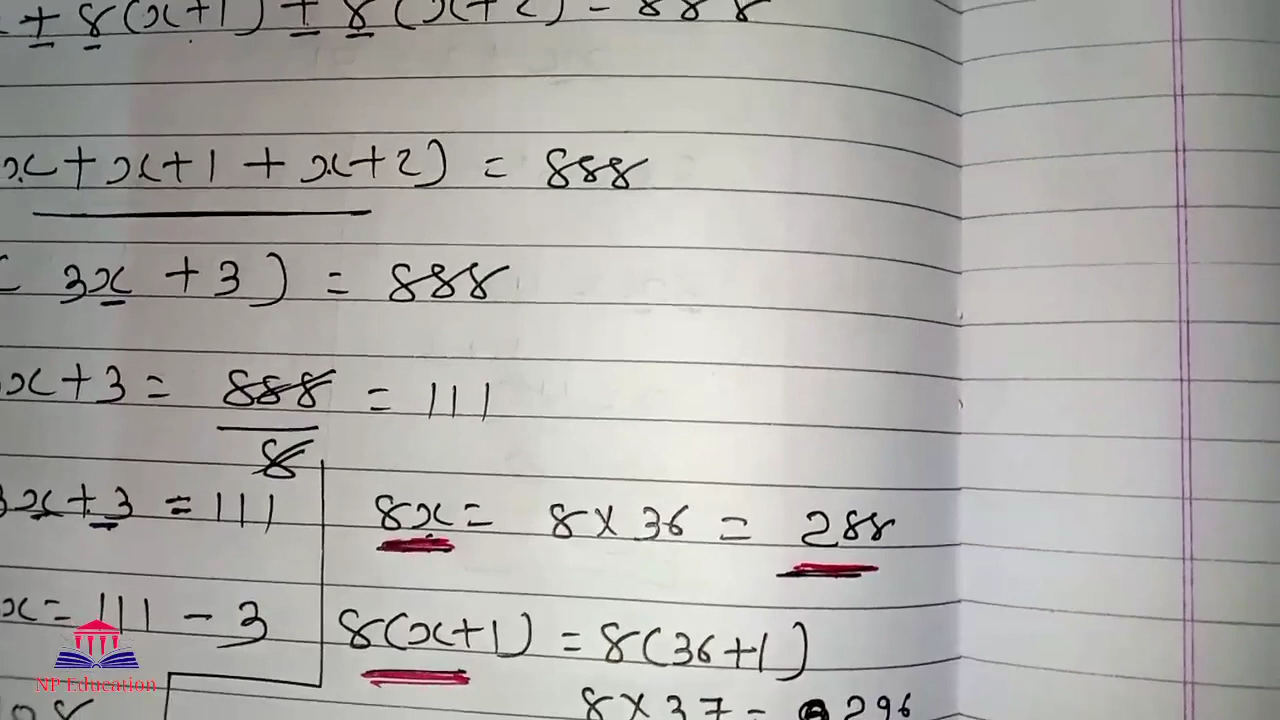 + 8(x+1) + 8(x+2) = 888
x + x+1 + x+2) = 888
( 3x + 3 ) = 888
x+3 = 888/8 = 111
3x+3 = 111
x = 111 - 3
108
8x = 8 × 36 = 288
8(x+1) = 8(36+1)
8 × 37 = 296
NP Education